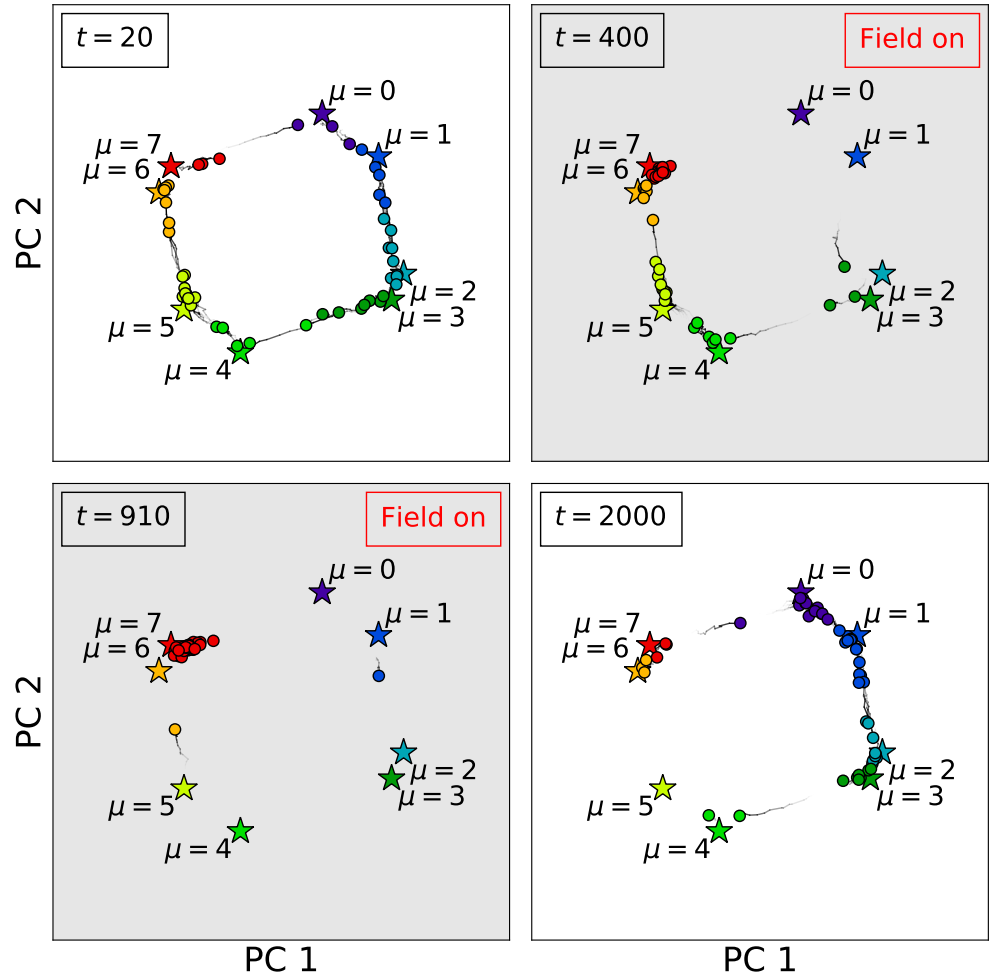 t = 20
μ = 0
μ = 1
μ = 7
μ = 6
μ = 2
μ = 3
μ = 5
μ = 4
PC 2
t = 400
Field on
μ = 0
μ = 1
μ = 7
μ = 6
μ = 2
μ = 3
μ = 5
μ = 4
t = 910
Field on
μ = 0
μ = 1
μ = 7
μ = 6
μ = 2
μ = 3
μ = 5
μ = 4
PC 2
PC 1
t = 2000
μ = 0
μ = 1
μ = 7
μ = 6
μ = 2
μ = 3
μ = 5
μ = 4
PC 1